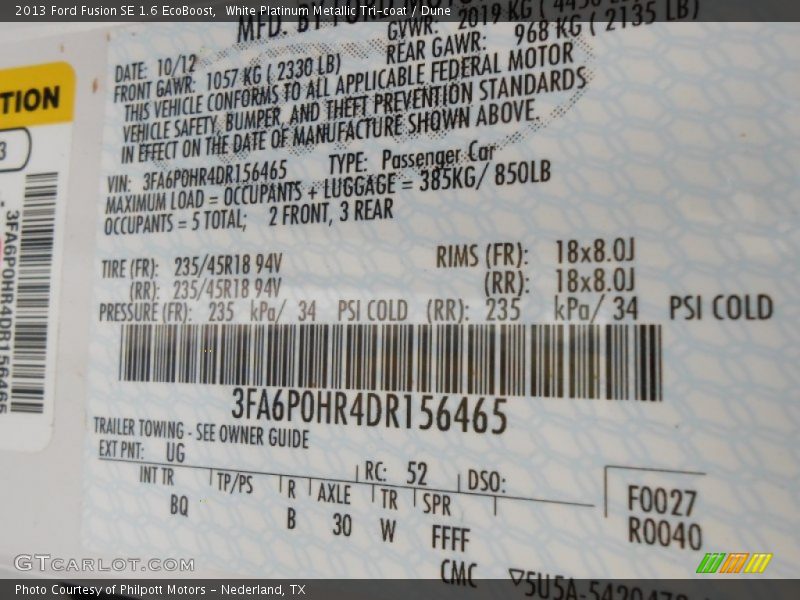 2013 Ford Fusion SE 1.6 EcoBoost, White Platinum Metallic Tri-coat / Dune
MFD. BY FORD
GVWR: 2019 KG ( 4450
DATE: 10/12
FRONT GAWR: 1057 KG ( 2330 LB)
REAR GAWR: 968 KG ( 2135 LB)
THIS VEHICLE CONFORMS TO ALL APPLICABLE FEDERAL MOTOR
VEHICLE SAFETY, BUMPER, AND THEFT PREVENTION STANDARDS
IN EFFECT ON THE DATE OF MANUFACTURE SHOWN ABOVE.
VIN: 3FA6P0HR4DR156465 TYPE: Passenger Car
MAXIMUM LOAD = OCCUPANTS + LUGGAGE = 385KG/ 850LB
OCCUPANTS = 5 TOTAL; 2 FRONT, 3 REAR
TIRE (FR): 235/45R18 94V RIMS (FR): 18x8.0J
(RR): 235/45R18 94V (RR): 18x8.0J
PRESSURE (FR): 235 kPa/ 34 PSI COLD (RR): 235 kPa/ 34 PSI COLD
3FA6P0HR4DR156465
TRAILER TOWING - SEE OWNER GUIDE
EXT PNT: UG RC: 52 DSO:
INT TR TP/PS R AXLE TR SPR
BQ B 30 W FFFF
F0027
R0040
CMC
TION
3
3FA6P0HR4DR156465
GTCARLOT.COM
Photo Courtesy of Philpott Motors - Nederland, TX